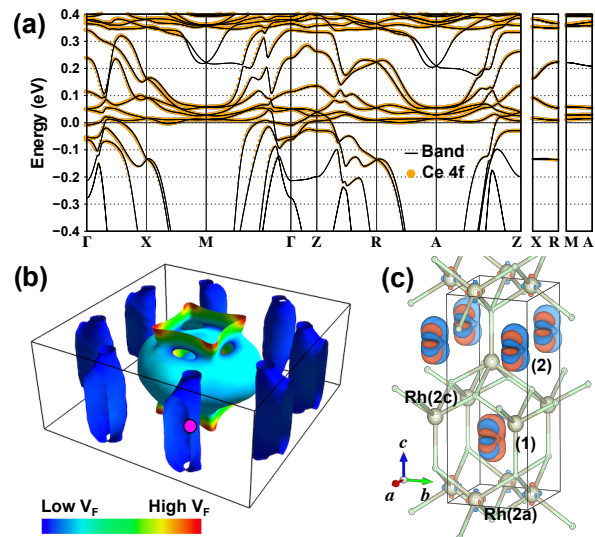 (a)
Energy (eV)
0.4
0.3
0.2
0.1
0.0
−0.1
−0.2
−0.3
−0.4
Band
Ce 4f
Γ X M Γ Z R A Z X R M A
(b)
Low V_F High V_F
(c)
(2)
Rh(2c)
(1)
c
a b
Rh(2a)